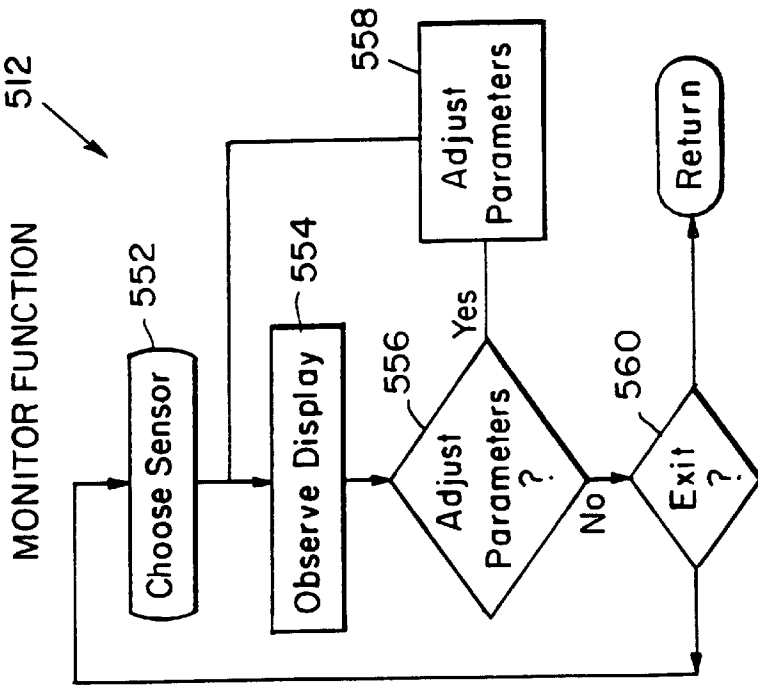 MONITOR FUNCTION
512
552
Choose Sensor
554
Observe Display
556
Adjust
Parameters
?
Yes
558
Adjust
Parameters
No
560
Exit
?
Return